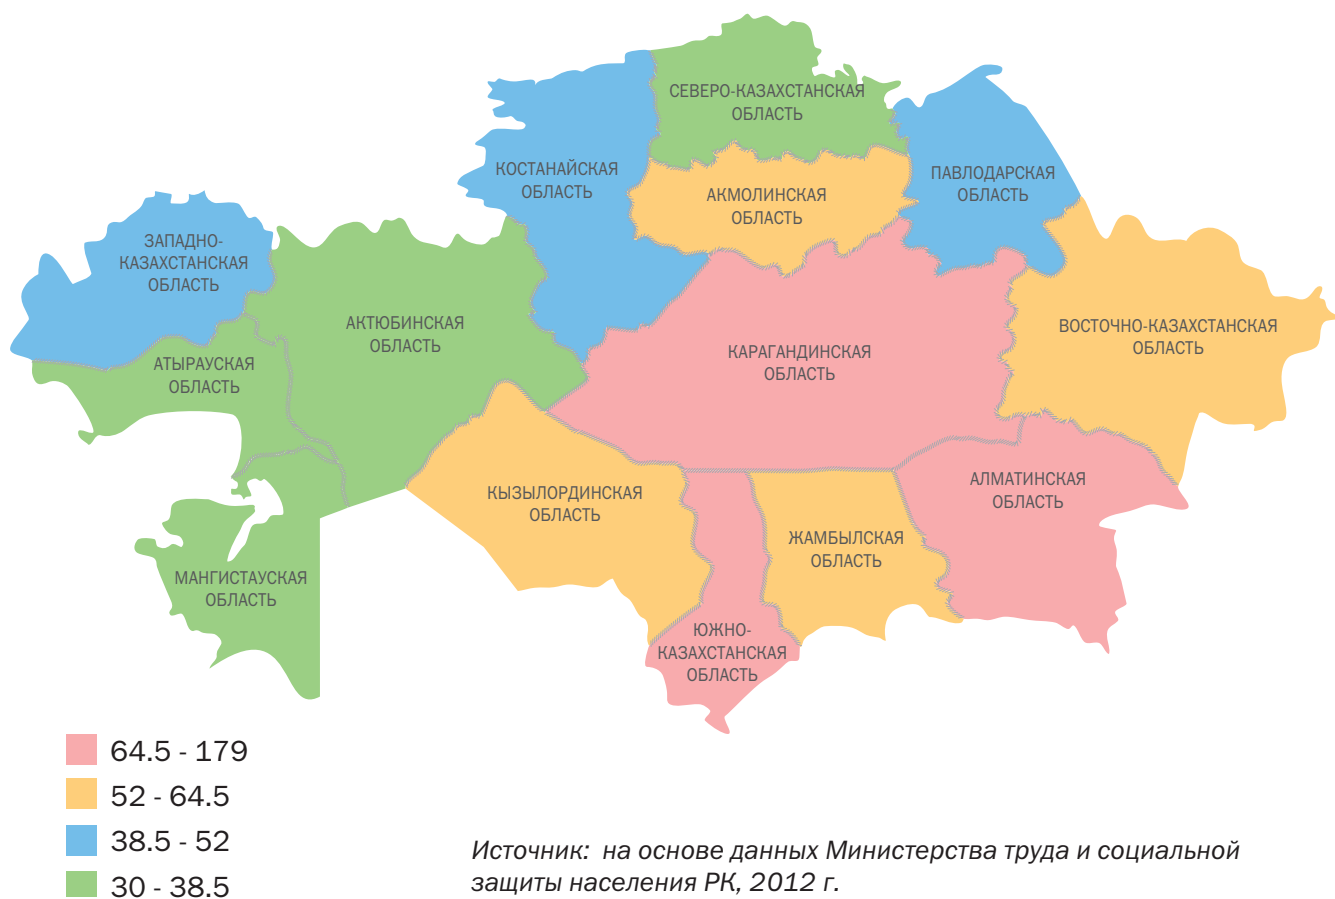 СЕВЕРО-КАЗАХСТАНСКАЯ
ОБЛАСТЬ
КОСТАНАЙСКАЯ
ОБЛАСТЬ
ПАВЛОДАРСКАЯ
ОБЛАСТЬ
АКМОЛИНСКАЯ
ОБЛАСТЬ
ЗАПАДНО-
КАЗАХСТАНСКАЯ
ОБЛАСТЬ
АКТЮБИНСКАЯ
ОБЛАСТЬ
ВОСТОЧНО-КАЗАХСТАНСКАЯ
ОБЛАСТЬ
КАРАГАНДИНСКАЯ
ОБЛАСТЬ
АТЫРАУСКАЯ
ОБЛАСТЬ
АЛМАТИНСКАЯ
ОБЛАСТЬ
КЫЗЫЛОРДИНСКАЯ
ОБЛАСТЬ
ЖАМБЫЛСКАЯ
ОБЛАСТЬ
МАНГИСТАУСКАЯ
ОБЛАСТЬ
ЮЖНО-
КАЗАХСТАНСКАЯ
ОБЛАСТЬ
64.5 - 179
52 - 64.5
38.5 - 52
30 - 38.5
Источник: на основе данных Министерства труда и социальной
защиты населения РК, 2012 г.